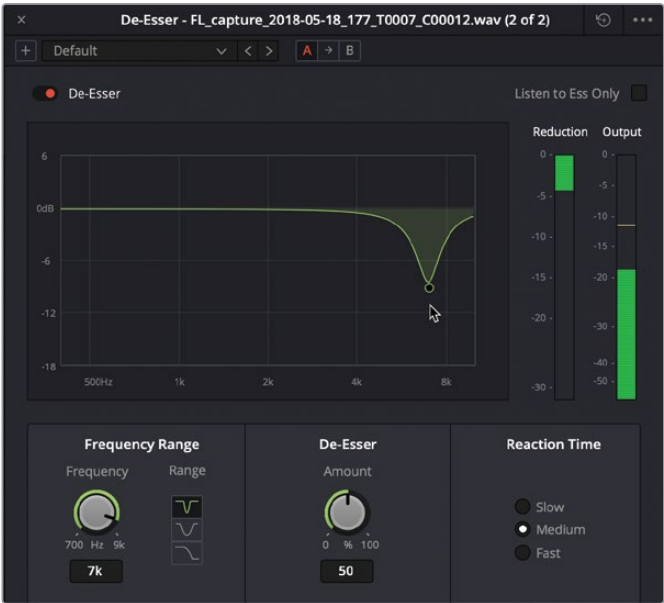 × De-Esser - FL_capture_2018-05-18_177_T0007_C00012.wav (2 of 2) •••
+ Default < > A → B
De-Esser
Listen to Ess Only
Reduction Output
6
0dB
-6
-12
-18
500Hz 1k 2k 4k 8k
0
-5
-10
-15
-20
-30
0
-5
-10
-15
-20
-30
-40
-50
Frequency Range
Frequency Range
700 Hz 9k
7k
De-Esser
Amount
0 % 100
50
Reaction Time
Slow
Medium
Fast